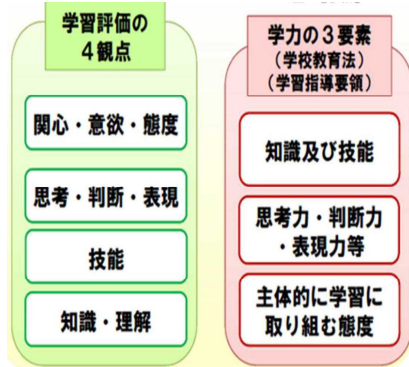 学習評価の
４観点
関心・意欲・態度
思考・判断・表現
技能
知識・理解
学力の３要素
（学校教育法）
（学習指導要領）
知識及び技能
思考力・判断力
・表現力等
主体的に学習に
取り組む態度